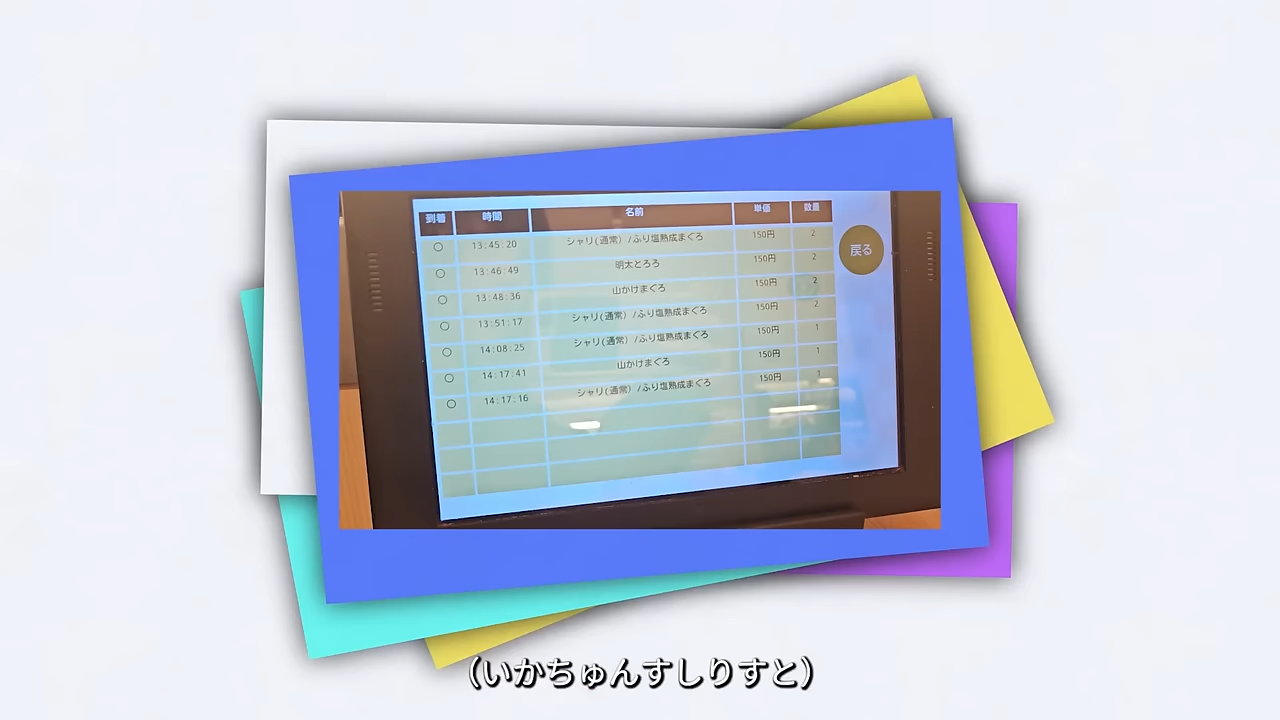 到着 時間 名前 単価 数量
○ 13:45:20 シャリ(通常)/ふり塩熟成まぐろ 150円 2
○ 13:46:49 明太とろろ 150円 2
○ 13:48:36 山かけまぐろ 150円 2
○ 13:51:17 シャリ(通常)/ふり塩熟成まぐろ 150円 2
○ 14:08:25 シャリ(通常)/ふり塩熟成まぐろ 150円 1
○ 14:17:41 山かけまぐろ 150円 1
○ 14:17:16 シャリ(通常)/ふり塩熟成まぐろ 150円 1
戻る
(いかちゅんすしりすと)